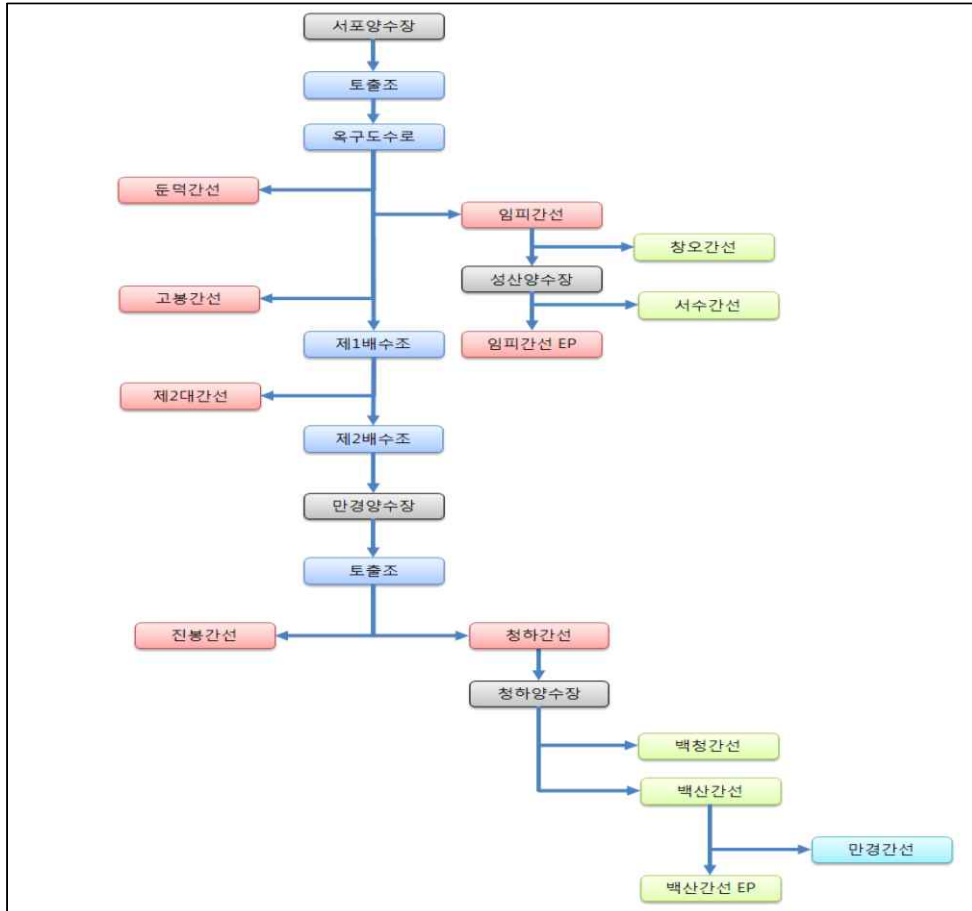 서포양수장
토출조
옥구도수로
둔덕간선
임피간선
창오간선
성산양수장
고봉간선
서수간선
제1배수조
임피간선 EP
제2대간선
제2배수조
만경양수장
토출조
진봉간선
청하간선
청하양수장
백청간선
백산간선
만경간선
백산간선 EP